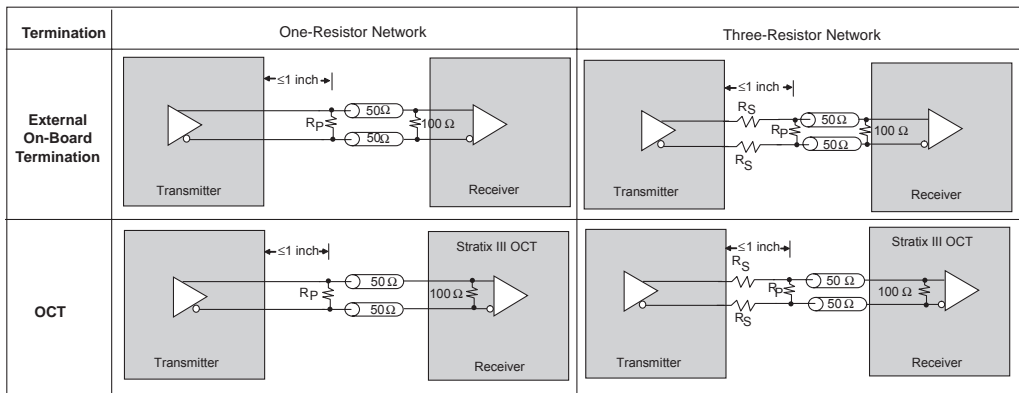 Termination
One-Resistor Network
Three-Resistor Network
External
On-Board
Termination
≤1 inch
50Ω
RP
100 Ω
50Ω
Transmitter
Receiver
≤1 inch
RS
50Ω
RP
100 Ω
50Ω
RS
Transmitter
Receiver
OCT
≤1 inch
Stratix III OCT
50 Ω
RP
100 Ω
50 Ω
Transmitter
Receiver
≤1 inch
Stratix III OCT
RS
50 Ω
RP
100 Ω
50 Ω
RS
Transmitter
Receiver